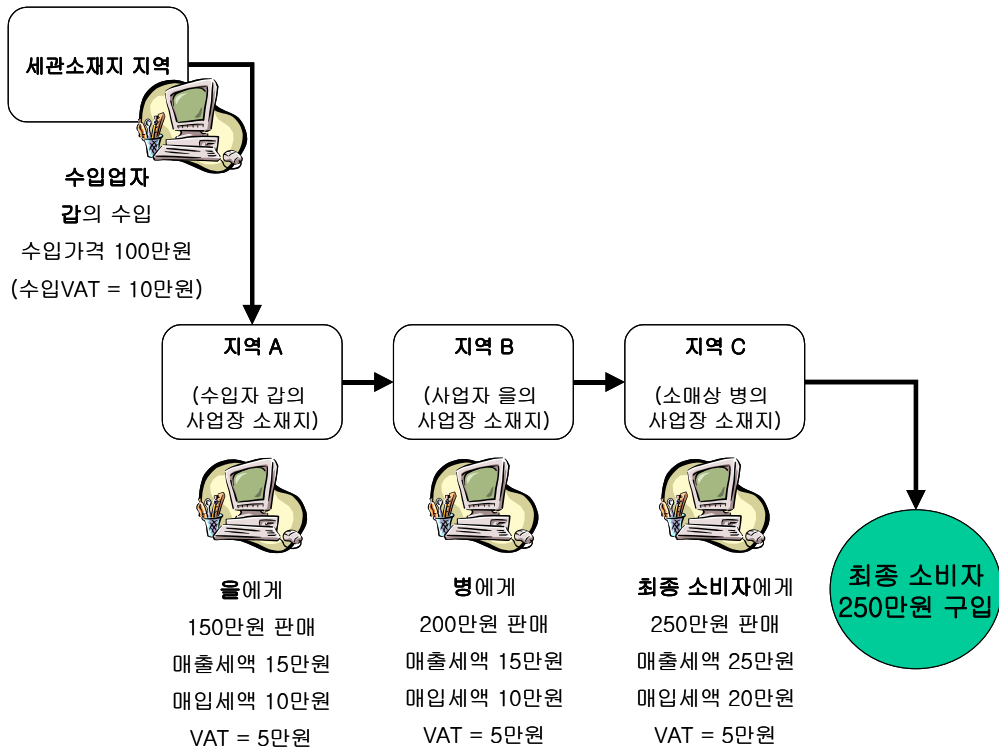 세관소재지 지역
수입업자
갑의 수입
수입가격 100만원
(수입VAT = 10만원)
지역 A
(수입자 갑의
사업장 소재지)
지역 B
(사업자 을의
사업장 소재지)
지역 C
(소매상 병의
사업장 소재지)
을에게
150만원 판매
매출세액 15만원
매입세액 10만원
VAT = 5만원
병에게
200만원 판매
매출세액 15만원
매입세액 10만원
VAT = 5만원
최종 소비자에게
250만원 판매
매출세액 25만원
매입세액 20만원
VAT = 5만원
최종 소비자
250만원 구입